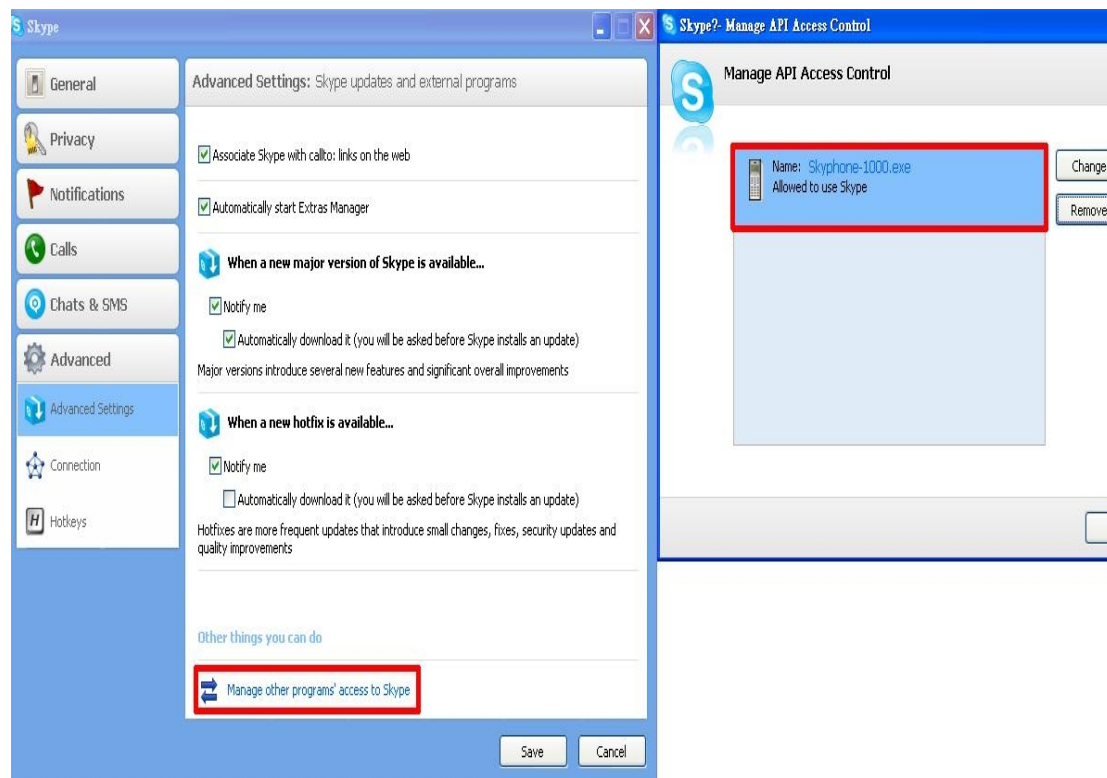 Skype
General
Privacy
Notifications
Calls
Chats & SMS
Advanced
Advanced Settings
Connection
Hotkeys
Advanced Settings: Skype updates and external programs
Associate Skype with callto: links on the web
Automatically start Extras Manager
When a new major version of Skype is available...
Notify me
Automatically download it (you will be asked before Skype installs an update)
Major versions introduce several new features and significant overall improvements
When a new hotfix is available...
Notify me
Automatically download it (you will be asked before Skype installs an update)
Hotfixes are more frequent updates that introduce small changes, fixes, security updates and
quality improvements
Other things you can do
Manage other programs' access to Skype
Save
Cancel
Skype?- Manage API Access Control
Manage API Access Control
Name: Skyphone-1000.exe
Allowed to use Skype
Change
Remove